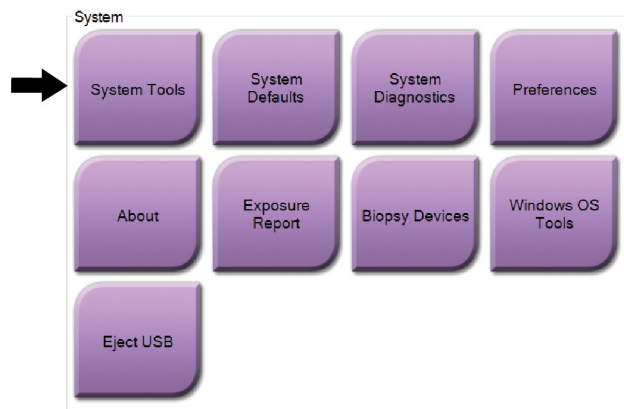 System
System Tools
System
Defaults
System
Diagnostics
Preferences
About
Exposure
Report
Biopsy Devices
Windows OS
Tools
Eject USB